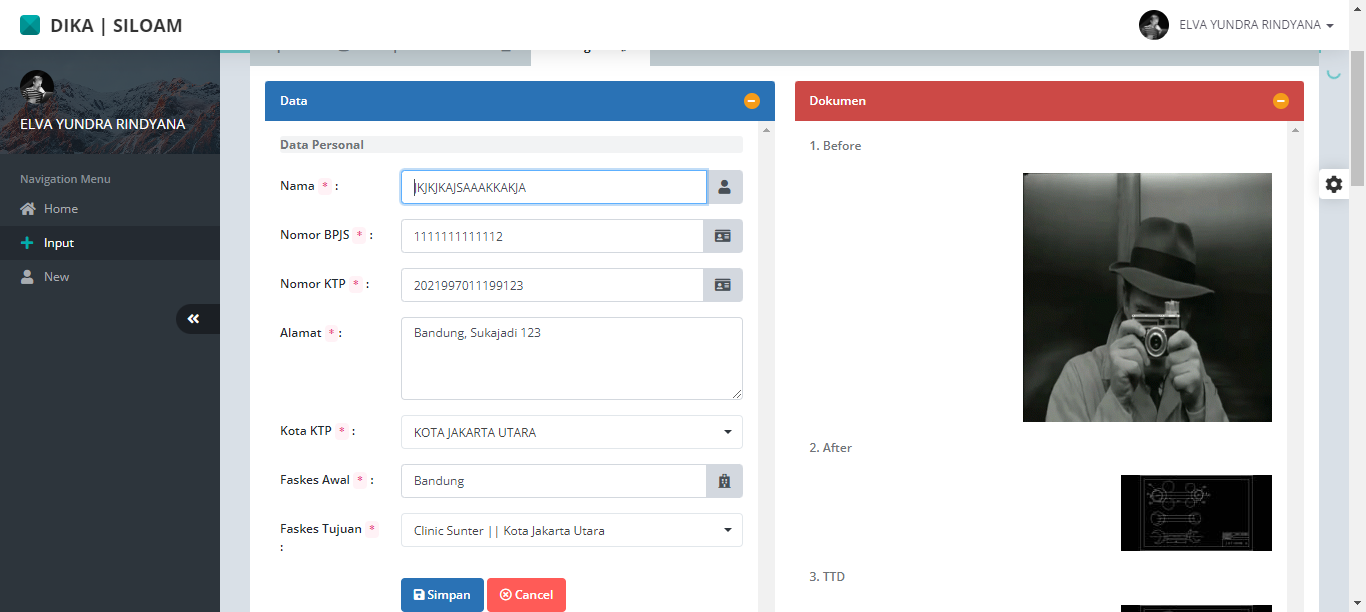 DIKA | SILOAM
ELVA YUNDRA RINDYANA
ELVA YUNDRA RINDYANA
Navigation Menu
Home
Input
New
Data
Data Personal
Nama * :
JKJKJKAJSAAAKKAKJA
Nomor BPJS * :
1111111111112
Nomor KTP * :
2021997011199123
Alamat * :
Bandung, Sukajadi 123
Kota KTP * :
KOTA JAKARTA UTARA
Faskes Awal * :
Bandung
Faskes Tujuan *
:
Clinic Sunter || Kota Jakarta Utara
Simpan
Cancel
Dokumen
1. Before
2. After
3. TTD